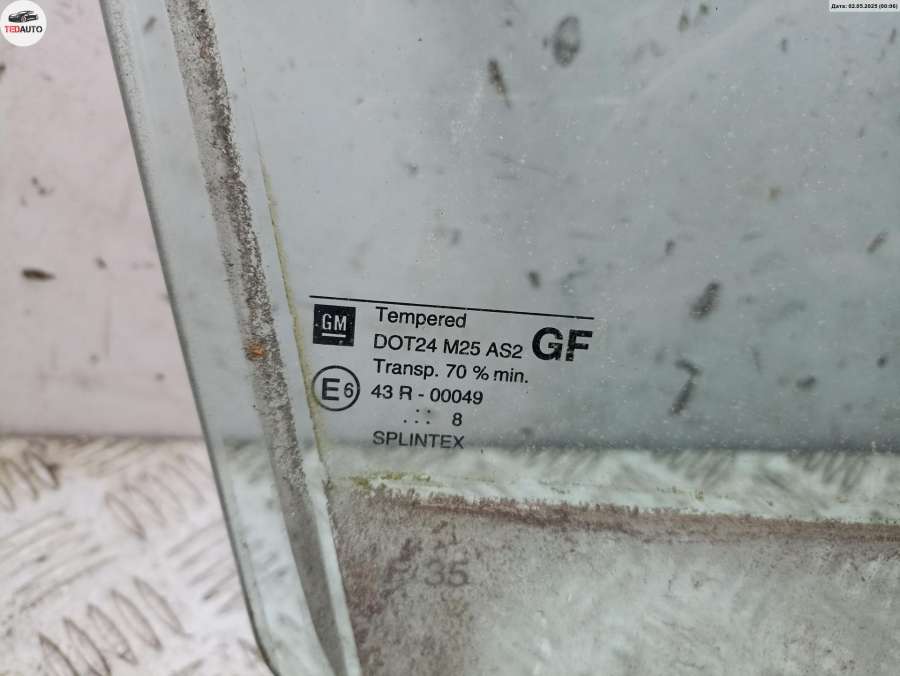 TEDAUTO
Дата: 02.05.2025 (00:06)
GM
Tempered
DOT24 M25 AS2 GF
Transp. 70 % min.
E6 43 R - 00049
8
SPLINTEX
35